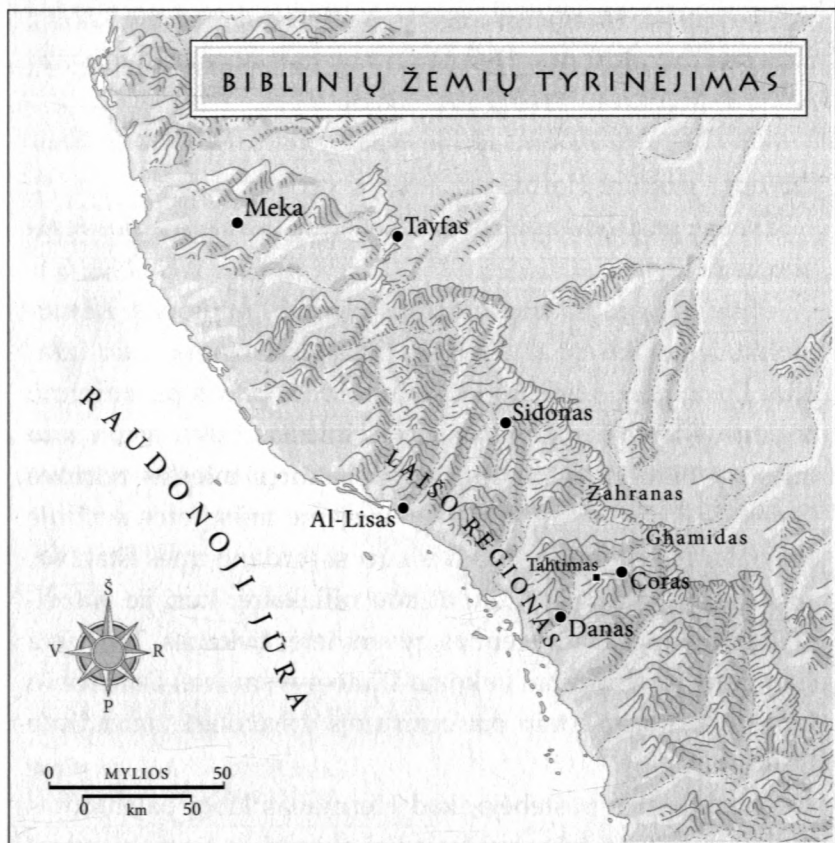 BIBLINIŲ ŽEMIŲ TYRINĖJIMAS
Meka
Tayfas
Sidonas
RAUDONOJI JŪRA
LAIŠO REGIONAS
Zahranas
Al-Lisas
Ghamidas
Tahtimas
Coras
Danas
Š
V R
P
0 MYLIOS 50
0 km 50